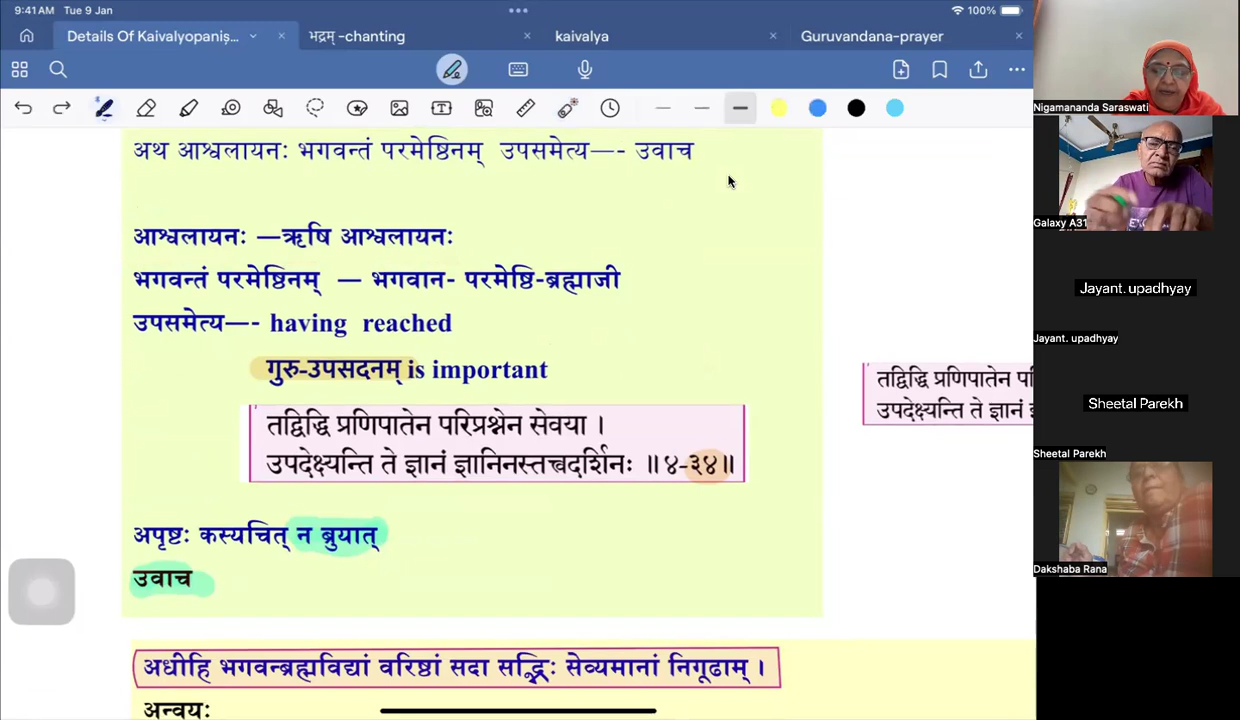 9:41 AM Tue 9 Jan
100%
Details Of Kaivalyopaniṣ...
भद्रम् -chanting
kaivalya
Guruvandana-prayer
अथ आश्वलायनः भगवन्तं परमेष्ठिनम् उपसमेत्य—- उवाच
आश्वलायनः —ऋषि आश्वलायनः
भगवन्तं परमेष्ठिनम् — भगवान- परमेष्ठि-ब्रह्माजी
उपसमेत्य—- having reached
गुरु-उपसदनम् is important
तद्विद्धि प्रणिपातेन परिप्रश्नेन सेवया ।
उपदेक्ष्यन्ति ते ज्ञानं ज्ञानिनस्तत्त्वदर्शिनः ॥४-३४॥
तद्विद्धि प्रणिपातेन
उपदेक्ष्यन्ति ते ज्ञानं
अपृष्टः कस्यचित् न ब्रुयात्
उवाच
अधीहि भगवन्ब्रह्मविद्यां वरिष्ठां सदा सद्भिः सेव्यमानां निगूढाम् ।
अन्वयः
Nigamananda Saraswati
Galaxy A31
Jayant. upadhyay
Jayant. upadhyay
Sheetal Parekh
Sheetal Parekh
Dakshaba Rana